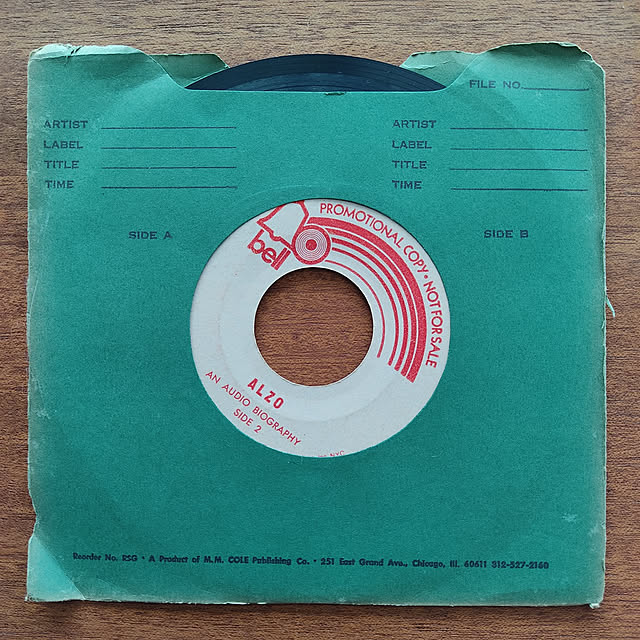 FILE NO.
ARTIST
LABEL
TITLE
TIME
SIDE A
ARTIST
LABEL
TITLE
TIME
SIDE B
bell
PROMOTIONAL COPY • NOT FOR SALE
ALZO
AN AUDIO BIOGRAPHY
SIDE 2
NYC
Reorder No. RSG • A Product of M. M. COLE Publishing Co. • 251 East Grand Ave., Chicago, Ill. 60611 312-527-2160